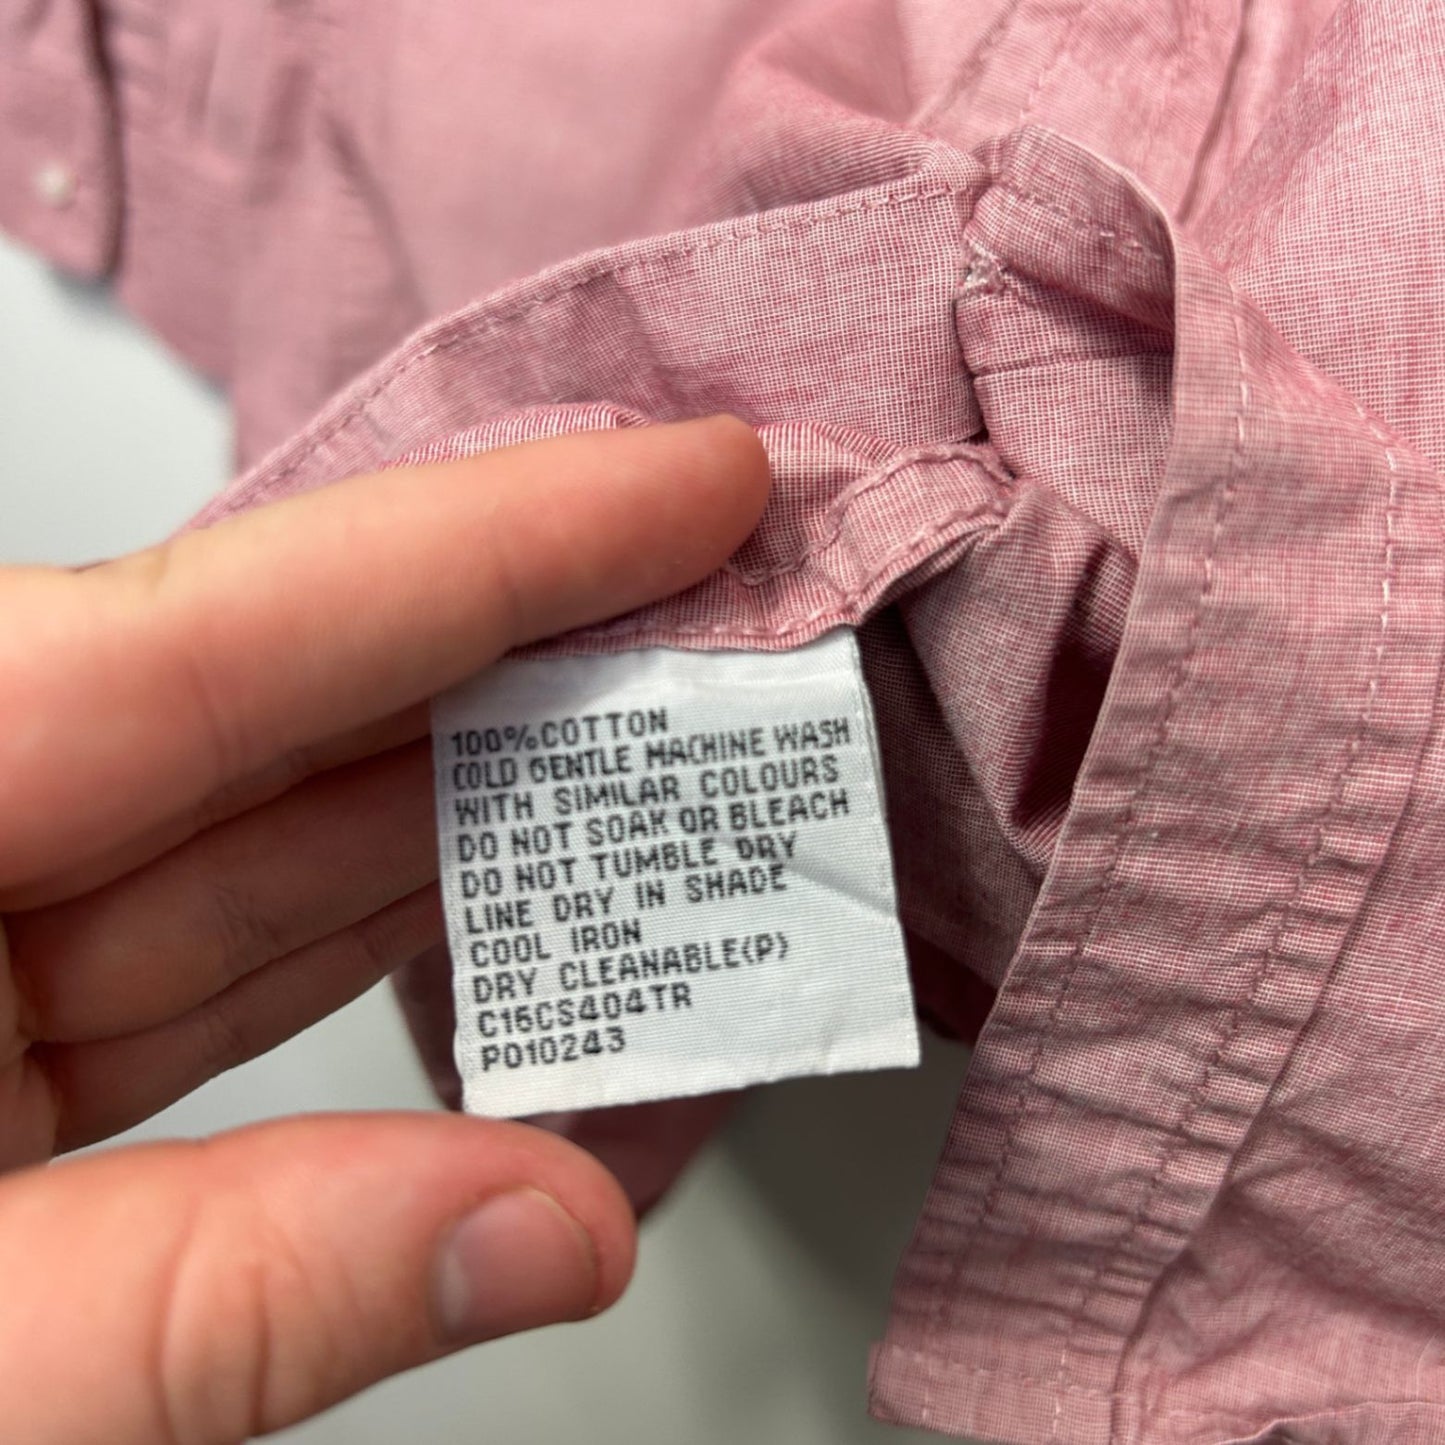 100%COTTON
COLD GENTLE MACHINE WASH
WITH SIMILAR COLOURS
DO NOT SOAK OR BLEACH
DO NOT TUMBLE DRY
LINE DRY IN SHADE
COOL IRON
DRY CLEANABLE(P)
C16CS404TR
P010243